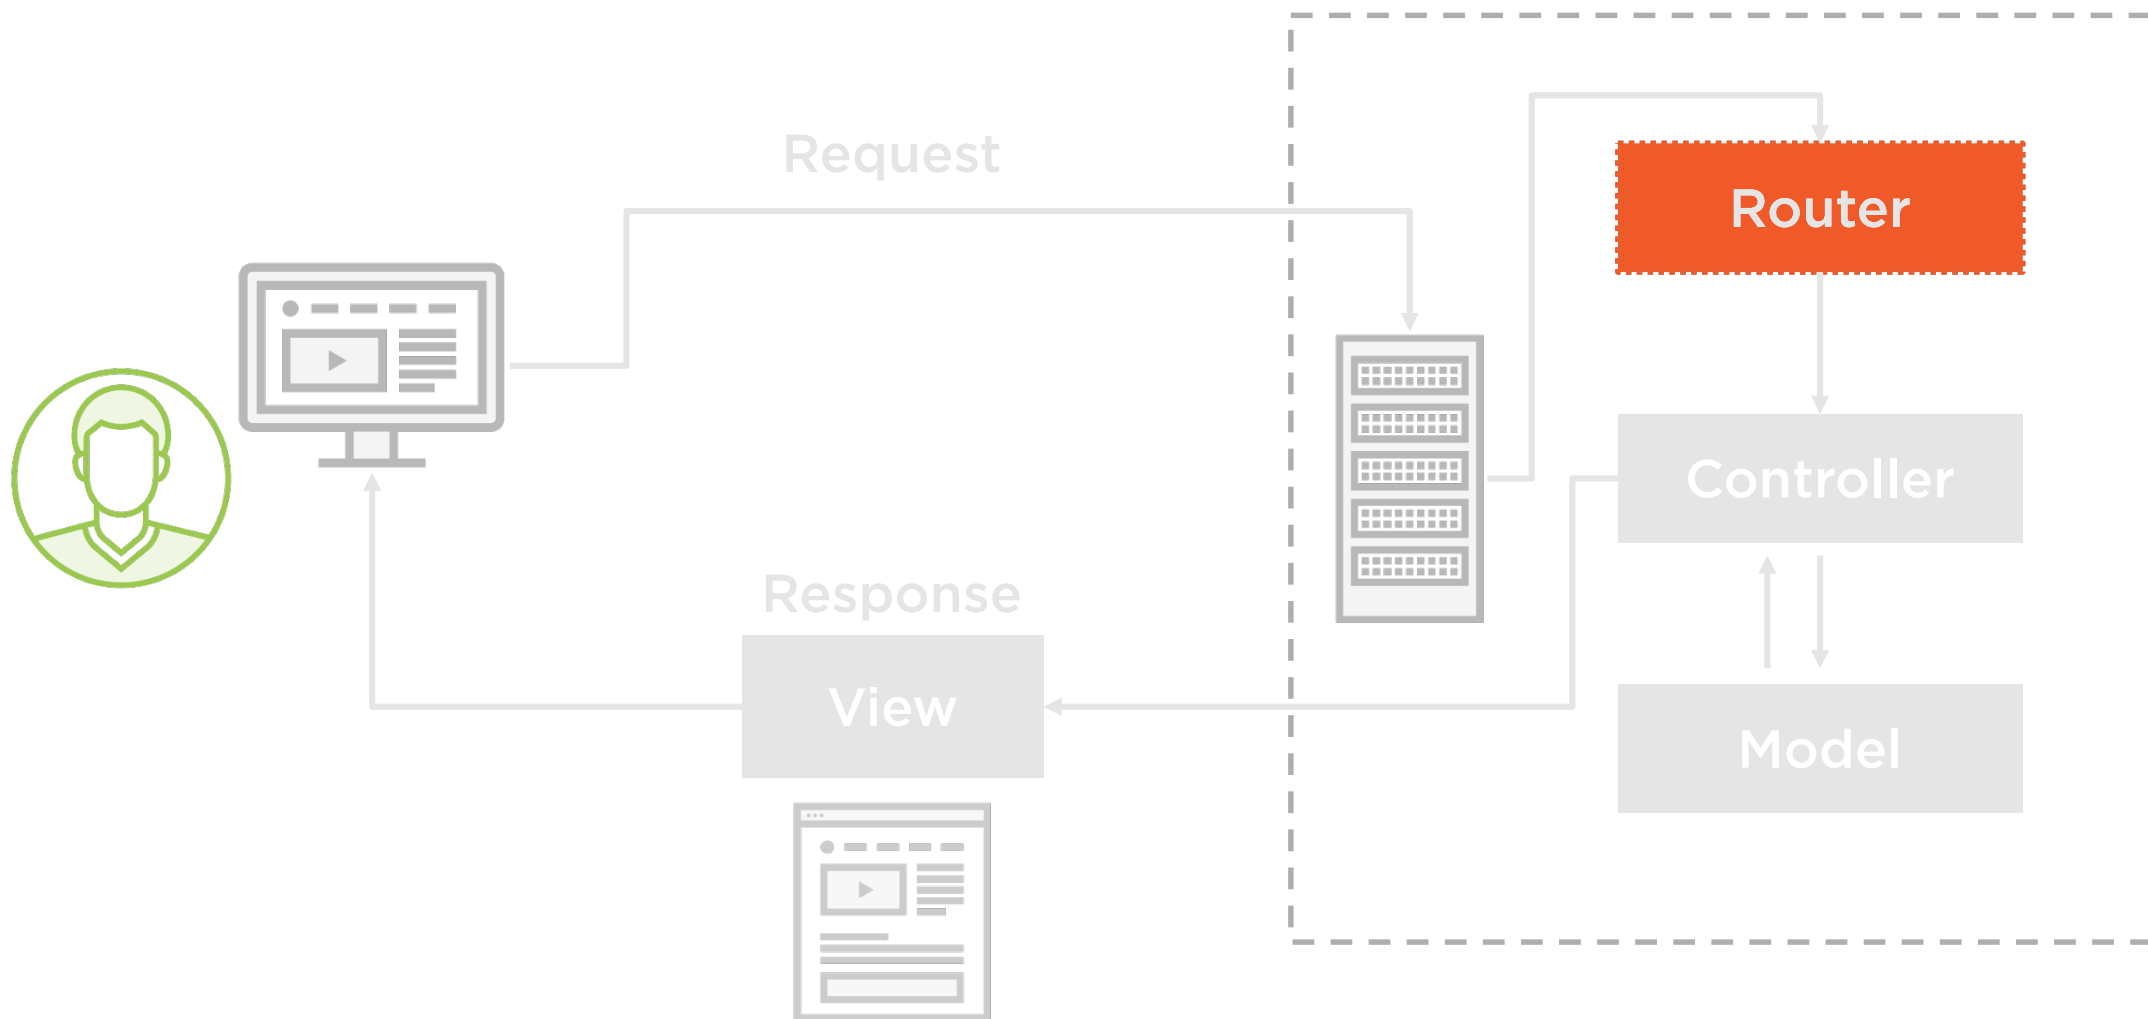 Request
Router
Controller
Response
View
Model